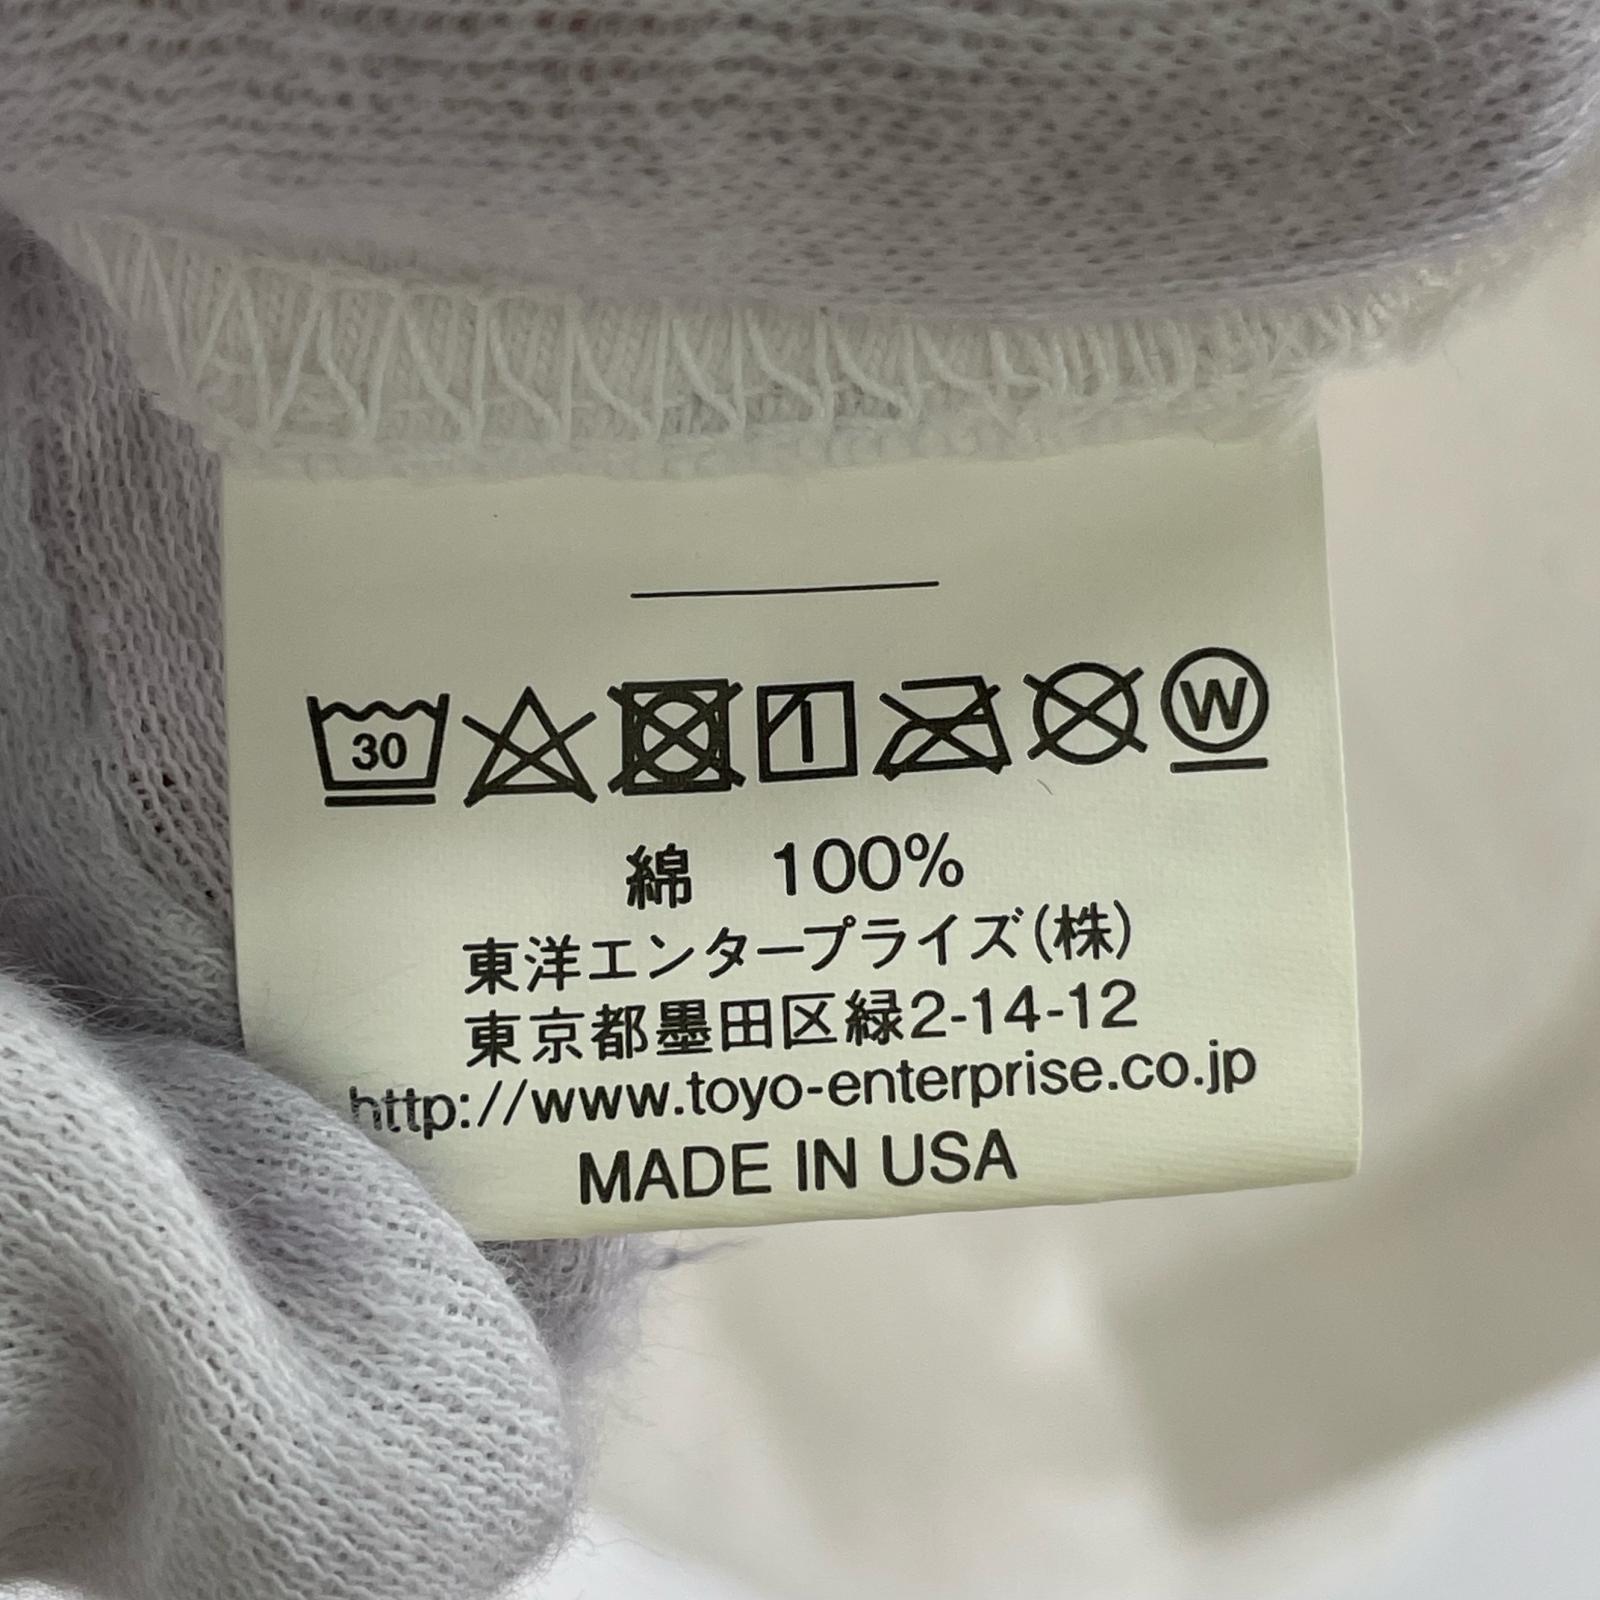 30 W
綿 100%
東洋エンタープライズ(株)
東京都墨田区緑2-14-12
http://www.toyo-enterprise.co.jp
MADE IN USA